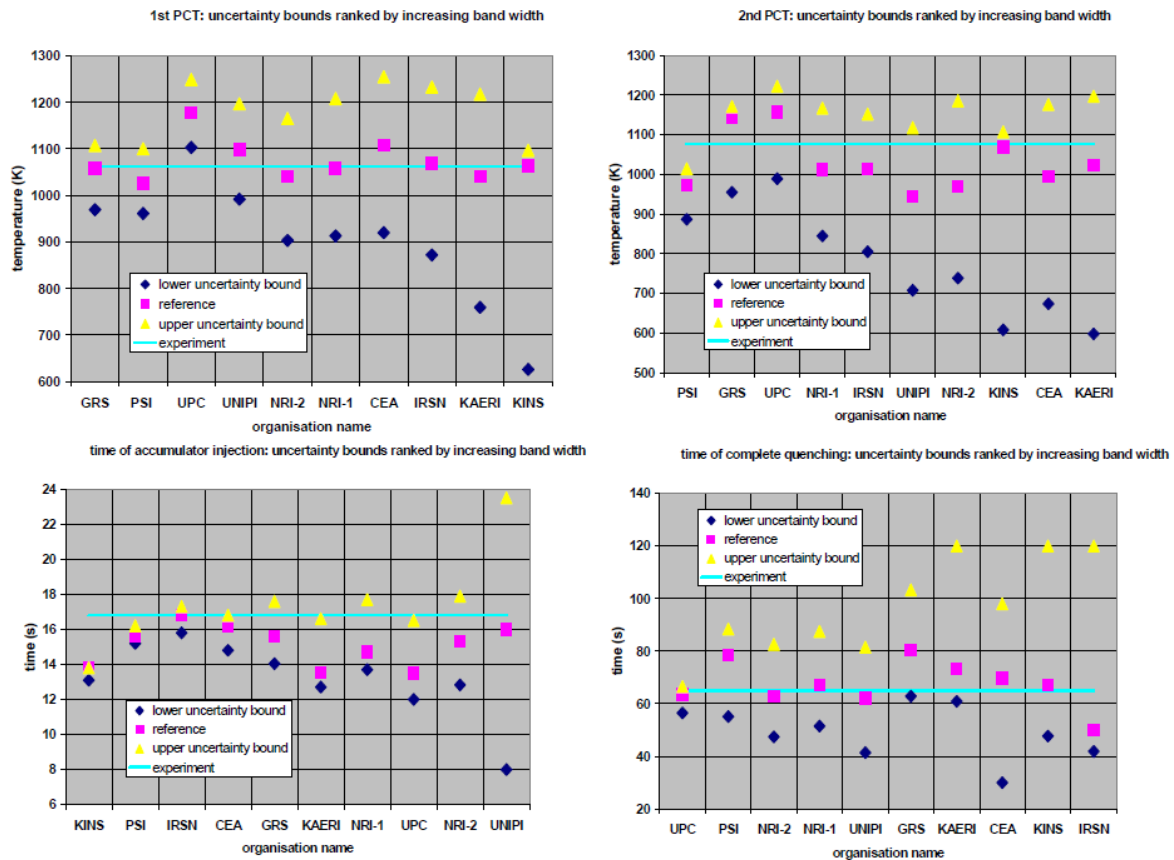 1st PCT: uncertainty bounds ranked by increasing band width
1300
1200
1100
1000
900
800
700
600
temperature (K)
lower uncertainty bound
reference
upper uncertainty bound
experiment
GRS PSI UPC UNIPI NRI-2 NRI-1 CEA IRSN KAERI KINS
organisation name
2nd PCT: uncertainty bounds ranked by increasing band width
1300
1200
1100
1000
900
800
700
600
500
temperature (K)
lower uncertainty bound
reference
upper uncertainty bound
experiment
PSI GRS UPC NRI-1 IRSN UNIPI NRI-2 KINS CEA KAERI
organisation name
time of accumulator injection: uncertainty bounds ranked by increasing band width
24
22
20
18
16
14
12
10
8
6
time (s)
lower uncertainty bound
reference
upper uncertainty bound
experiment
KINS PSI IRSN CEA GRS KAERI NRI-1 UPC NRI-2 UNIPI
organisation name
time of complete quenching: uncertainty bounds ranked by increasing band width
140
120
100
80
60
40
20
time (s)
lower uncertainty bound
reference
upper uncertainty bound
experiment
UPC PSI NRI-2 NRI-1 UNIPI GRS KAERI CEA KINS IRSN
organisation name